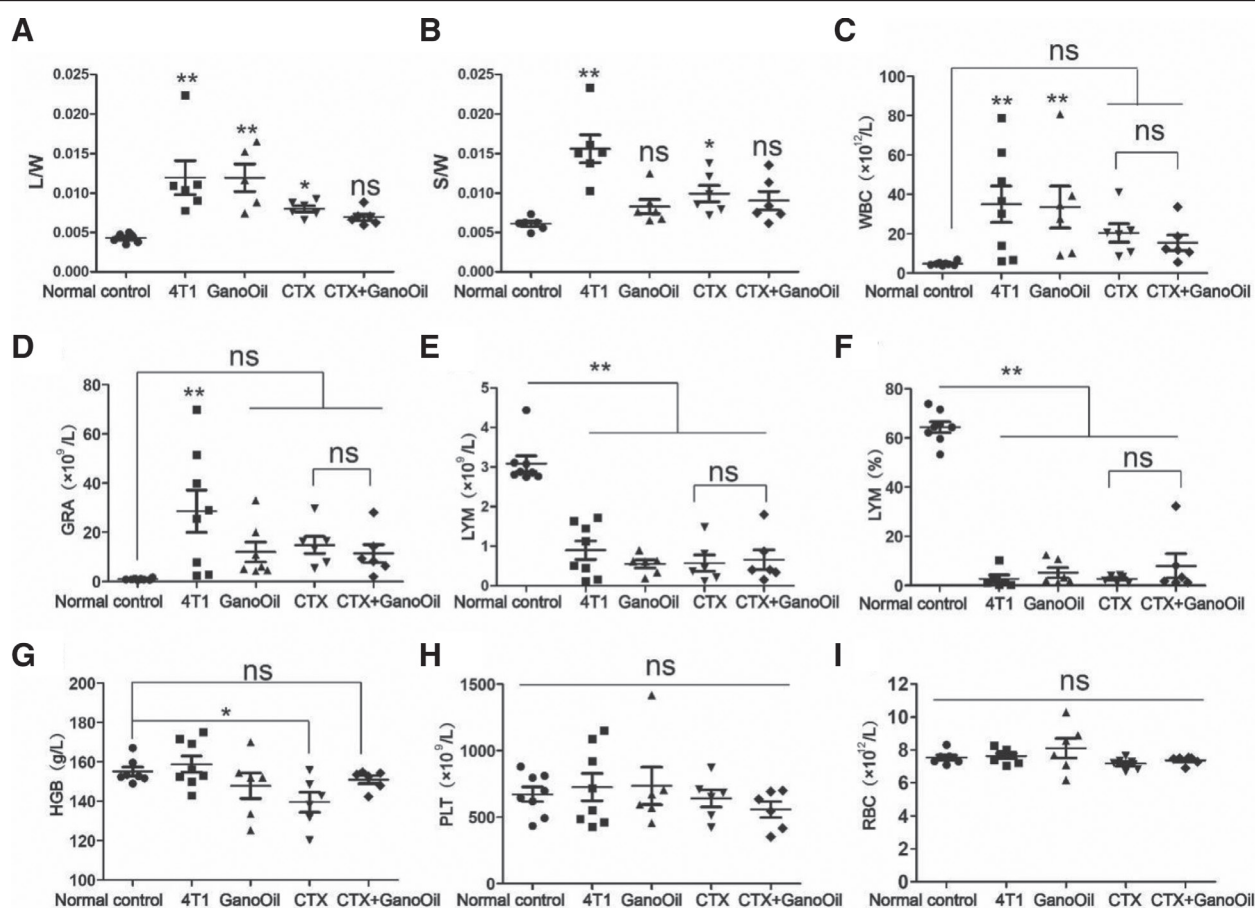 A
L/W
0.025
0.020
0.015
0.010
0.005
0.000
**
**
*
ns
Normal control 4T1 GanoOil CTX CTX+GanoOil
B
S/W
0.025
0.020
0.015
0.010
0.005
0.000
**
ns
*
ns
Normal control 4T1 GanoOil CTX CTX+GanoOil
C
WBC (×10¹²/L)
100
80
60
40
20
0
ns
**
**
ns
Normal control 4T1 GanoOil CTX CTX+GanoOil
D
GRA (×10⁹/L)
80
60
40
20
0
ns
**
ns
Normal control 4T1 GanoOil CTX CTX+GanoOil
E
LYM (×10⁹/L)
5
4
3
2
1
0
**
ns
Normal control 4T1 GanoOil CTX CTX+GanoOil
F
LYM (%)
80
60
40
20
0
**
ns
Normal control 4T1 GanoOil CTX CTX+GanoOil
G
HGB (g/L)
200
180
160
140
120
100
ns
*
Normal control 4T1 GanoOil CTX CTX+GanoOil
H
PLT (×10⁹/L)
1500
1000
500
0
ns
Normal control 4T1 GanoOil CTX CTX+GanoOil
I
RBC (×10¹²/L)
12
10
8
6
4
2
0
ns
Normal control 4T1 GanoOil CTX CTX+GanoOil